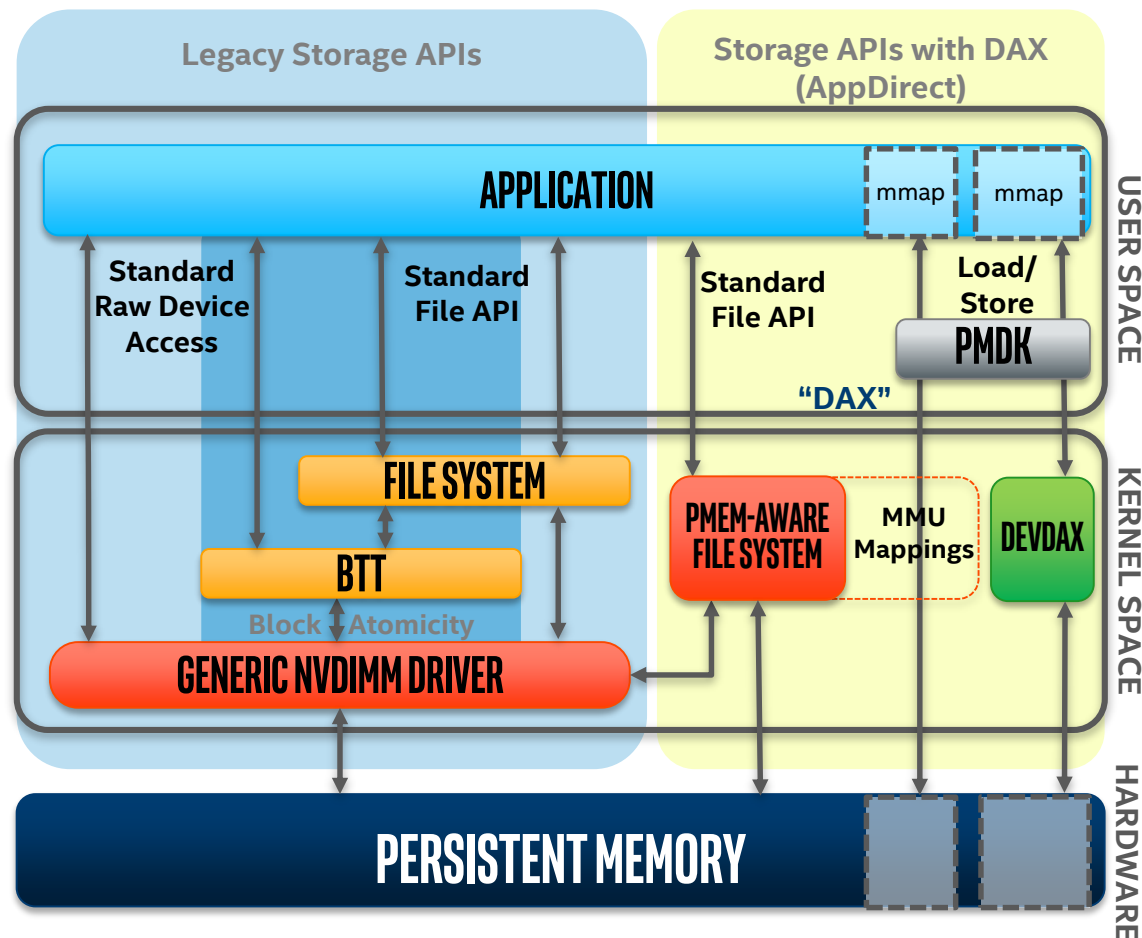 Legacy Storage APIs
Storage APIs with DAX
(AppDirect)
APPLICATION
mmap
mmap
USER SPACE
Standard
Raw Device
Access
Standard
File API
Standard
File API
Load/
Store
PMDK
“DAX”
FILE SYSTEM
PMEM-AWARE
FILE SYSTEM
MMU
Mappings
DEVDAX
KERNEL SPACE
BTT
Block Atomicity
GENERIC NVDIMM DRIVER
PERSISTENT MEMORY
HARDWARE